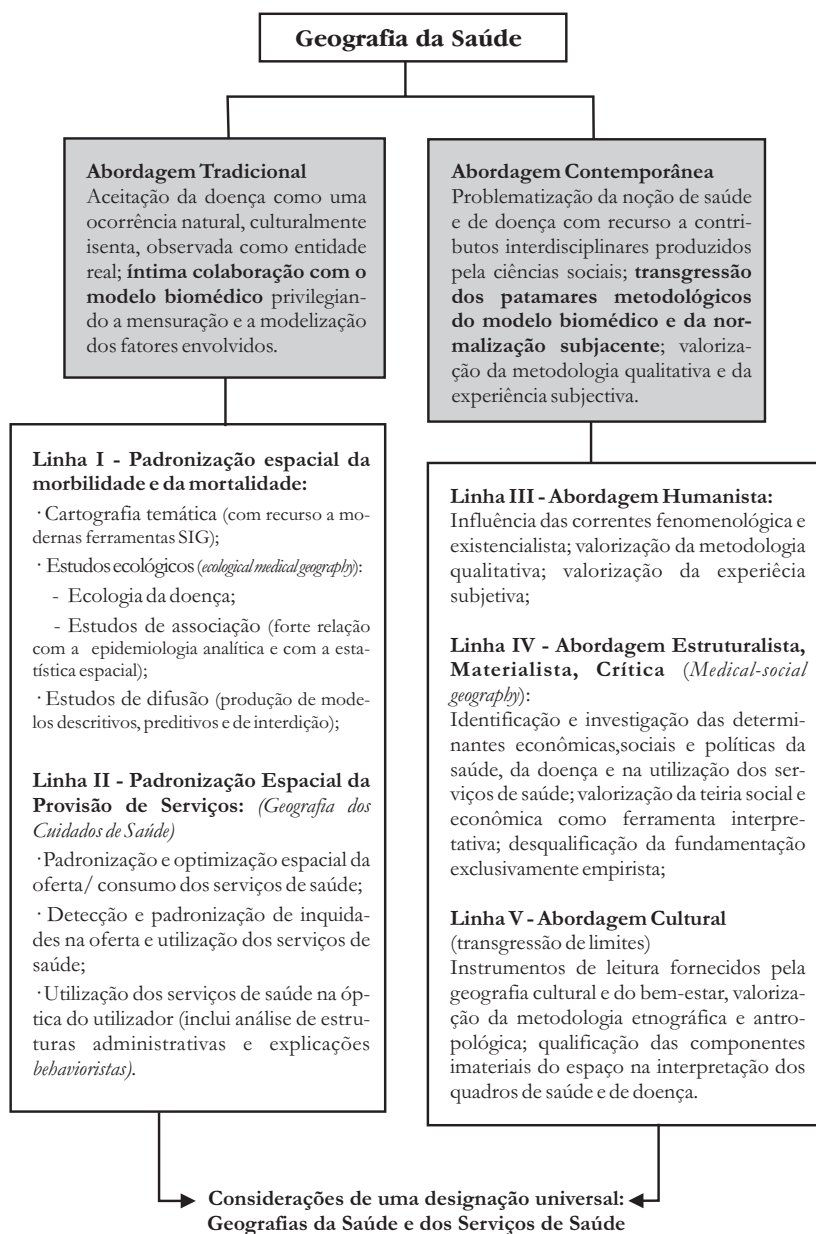 Geografia da Saúde
Abordagem Tradicional
Aceitação da doença como uma
ocorrência natural, culturalmente
isenta, observada como entidade
real; íntima colaboração com o
modelo biomédico privilegian-
do a mensuração e a modelização
dos fatores envolvidos.
Linha I - Padronização espacial da
morbilidade e da mortalidade:
· Cartografia temática (com recurso a mo-
dernas ferramentas SIG);
· Estudos ecológicos (ecological medical geography):
- Ecologia da doença;
- Estudos de associação (forte relação
com a epidemiologia analítica e com a esta-
tística espacial);
· Estudos de difusão (produção de mode-
los descritivos, preditivos e de interdição);
Linha II - Padronização Espacial da
Provisão de Serviços: (Geografia dos
Cuidados de Saúde)
· Padronização e optimização espacial da
oferta/ consumo dos serviços de saúde;
· Detecção e padronização de inquida-
des na oferta e utilização dos serviços de
saúde;
· Utilização dos serviços de saúde na óp-
tica do utilizador (inclui análise de estru-
turas administrativas e explicações
behavioristas).
Abordagem Contemporânea
Problematização da noção de saúde
e de doença com recurso a contri-
butos interdisciplinares produzidos
pela ciências sociais; transgressão
dos patamares metodológicos
do modelo biomédico e da nor-
malização subjacente; valoriza-
ção da metodologia qualitativa e da
experiência subjectiva.
Linha III - Abordagem Humanista:
Influência das correntes fenomenológica e
existencialista; valorização da metodologia
qualitativa; valorização da experiêcia
subjetiva;
Linha IV - Abordagem Estruturalista,
Materialista, Crítica (Medical-social
geography):
Identificação e investigação das determi-
nantes econômicas,sociais e políticas da
saúde, da doença e na utilização dos ser-
viços de saúde; valorização da teiria social e
econômica como ferramenta interpre-
tativa; desqualificação da fundamentação
exclusivamente empirista;
Linha V - Abordagem Cultural
(transgressão de limites)
Instrumentos de leitura fornecidos pela
geografia cultural e do bem-estar, valoriza-
ção da metodologia etnográfica e antro-
pológica; qualificação das componentes
imateriais do espaço na interpretação dos
quadros de saúde e de doença.
Considerações de uma designação universal:
Geografias da Saúde e dos Serviços de Saúde